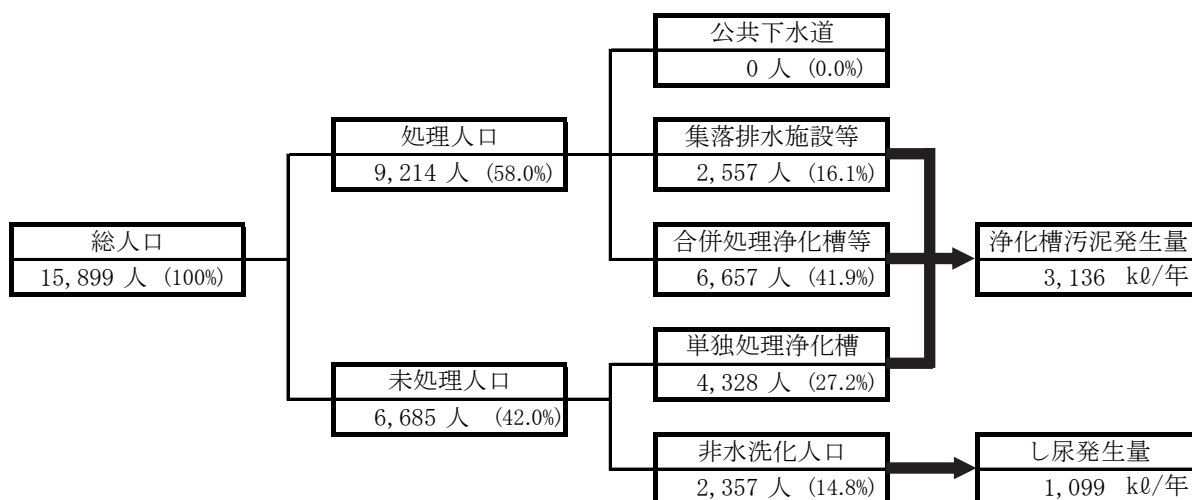 公共下水道
0 人 (0.0%)
処理人口
9,214 人 (58.0%)
集落排水施設等
2,557 人 (16.1%)
総人口
15,899 人 (100%)
合併処理浄化槽等
6,657 人 (41.9%)
浄化槽汚泥発生量
3,136 kℓ/年
単独処理浄化槽
4,328 人 (27.2%)
未処理人口
6,685 人 (42.0%)
非水洗化人口
2,357 人 (14.8%)
し尿発生量
1,099 kℓ/年